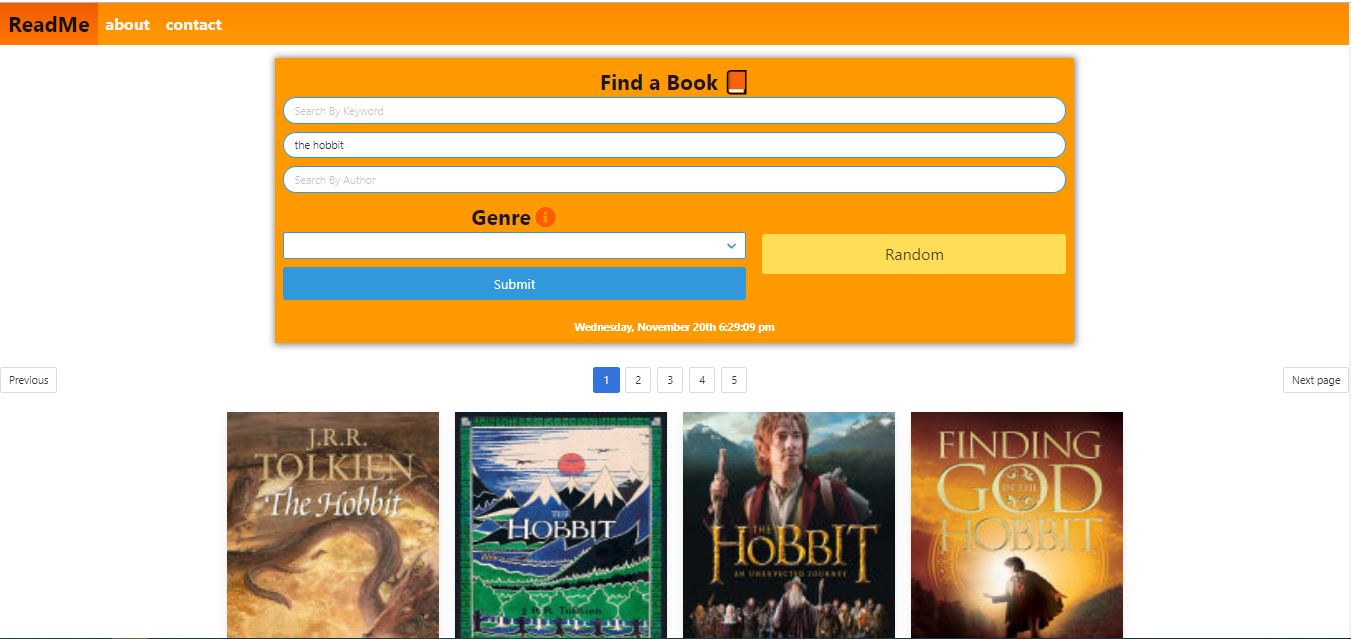 ReadMe about contact
Find a Book
Search By Keyword
the hobbit
Search By Author
Genre
Random
Submit
Wednesday, November 20th 6:29:09 pm
Previous 1 2 3 4 5 Next page
J.R.R.
TOLKIEN
The Hobbit
THE
HOBBIT
J.R.R. Tolkien
THE
HOBBIT
AN UNEXPECTED JOURNEY
FINDING
GOD
IN THE
HOBBIT